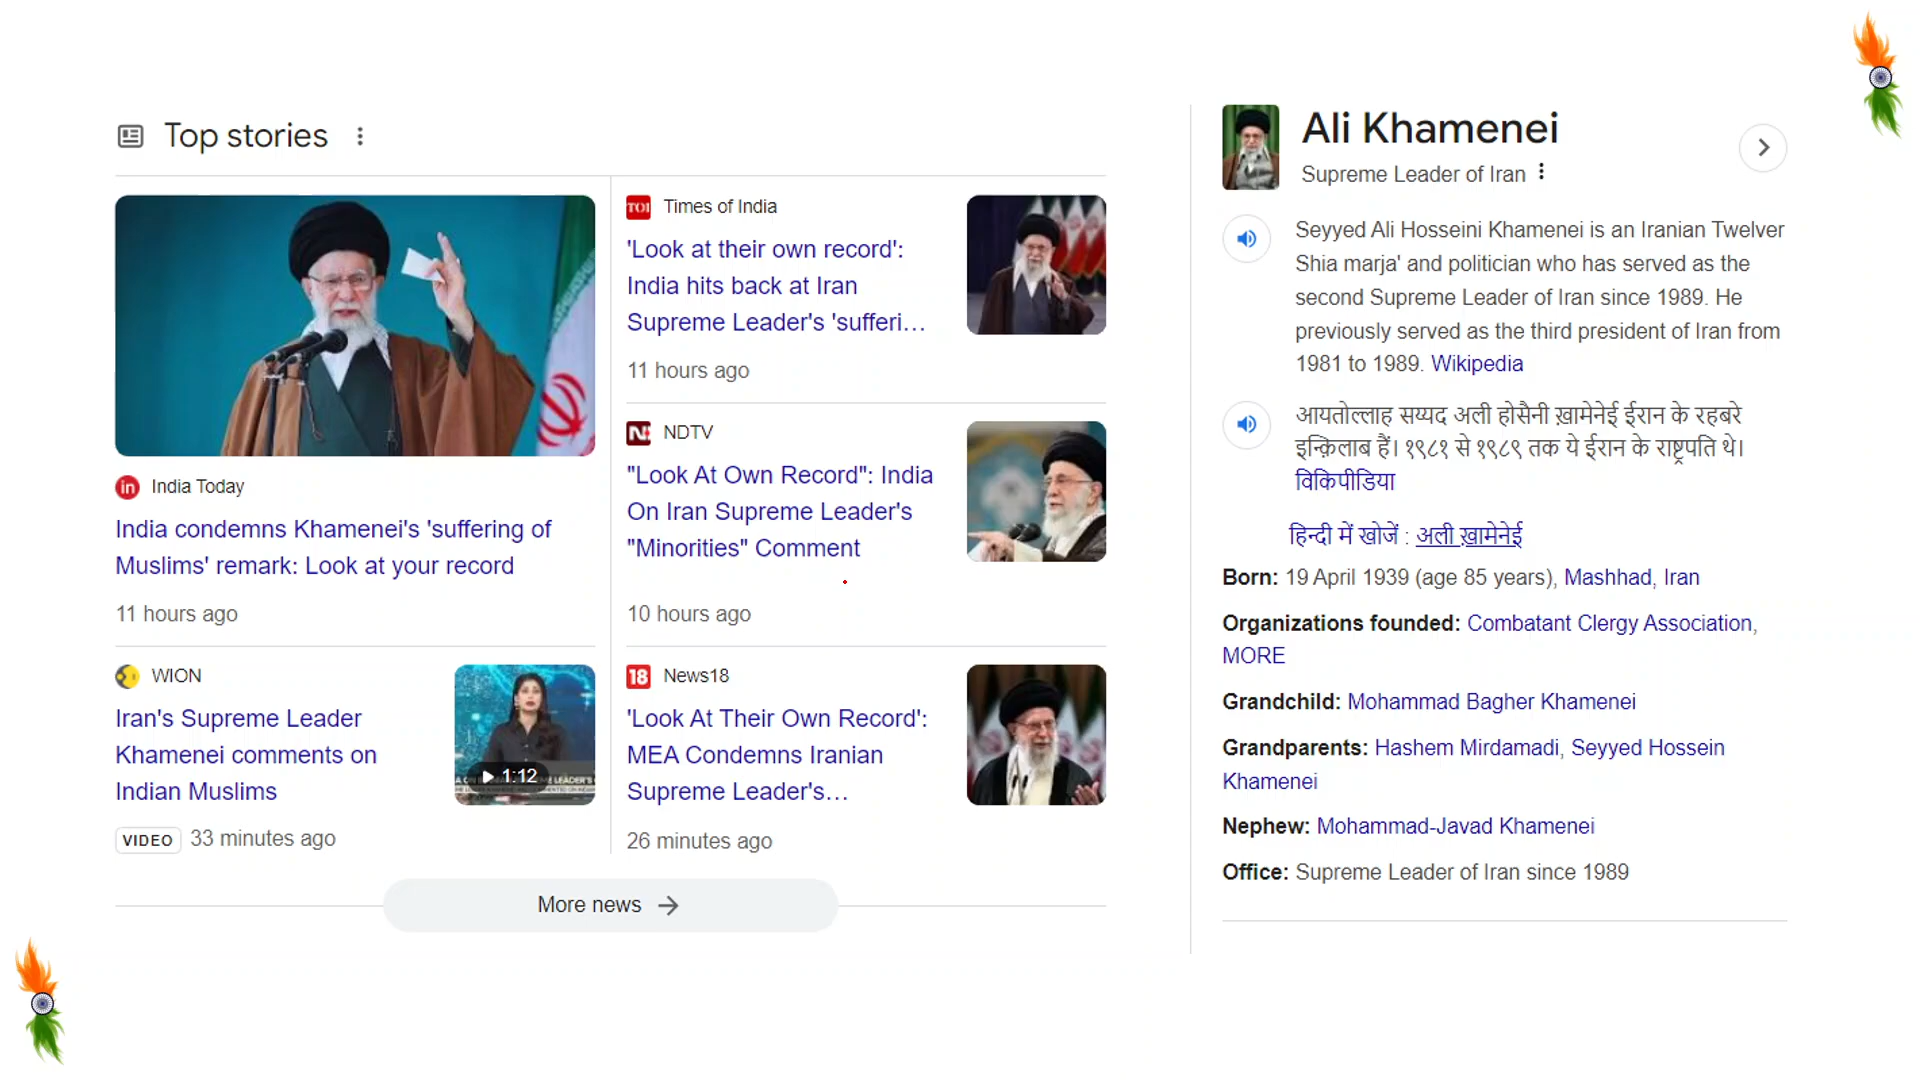 Top stories
India Today
India condemns Khamenei's 'suffering of
Muslims' remark: Look at your record
11 hours ago
WION
Iran's Supreme Leader
Khamenei comments on
Indian Muslims
1:12
VIDEO 33 minutes ago
TOI Times of India
'Look at their own record':
India hits back at Iran
Supreme Leader's 'sufferi...
11 hours ago
NDTV
"Look At Own Record": India
On Iran Supreme Leader's
"Minorities" Comment
10 hours ago
18 News18
'Look At Their Own Record':
MEA Condemns Iranian
Supreme Leader's...
26 minutes ago
More news
Ali Khamenei
Supreme Leader of Iran
Seyyed Ali Hosseini Khamenei is an Iranian Twelver
Shia marja' and politician who has served as the
second Supreme Leader of Iran since 1989. He
previously served as the third president of Iran from
1981 to 1989. Wikipedia
आयतोल्लाह सय्यद अली होसैनी ख़ामेनेई ईरान के रहबरे
इन्क़िलाब हैं। १९८१ से १९८९ तक ये ईरान के राष्ट्रपति थे।
विकिपीडिया
हिन्दी में खोजें : अली ख़ामेनेई
Born: 19 April 1939 (age 85 years), Mashhad, Iran
Organizations founded: Combatant Clergy Association,
MORE
Grandchild: Mohammad Bagher Khamenei
Grandparents: Hashem Mirdamadi, Seyyed Hossein
Khamenei
Nephew: Mohammad-Javad Khamenei
Office: Supreme Leader of Iran since 1989